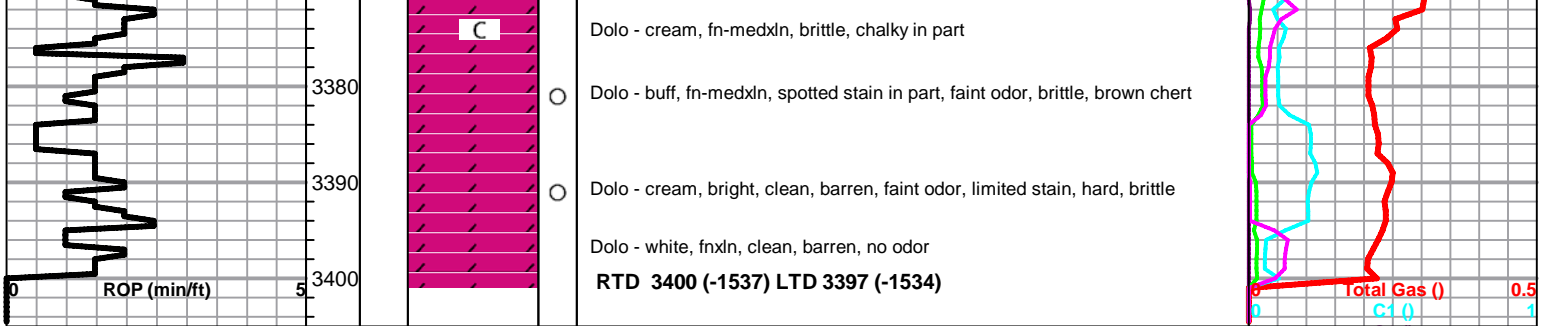 C
Dolo - cream, fn-medxln, brittle, chalky in part
3380
Dolo - buff, fn-medxln, spotted stain in part, faint odor, brittle, brown chert
3390
Dolo - cream, bright, clean, barren, faint odor, limited stain, hard, brittle
Dolo - white, fnxln, clean, barren, no odor
3400
RTD 3400 (-1537) LTD 3397 (-1534)
0 ROP (min/ft) 5
0 Total Gas () 0.5
0 C1 () 1